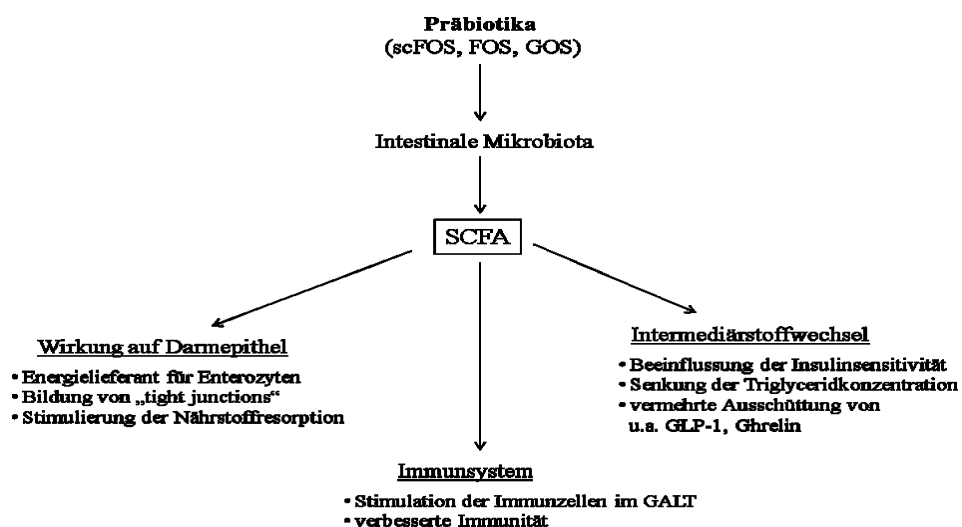 Präbiotika
(scFOS, FOS, GOS)
Intestinale Mikrobiota
SCFA
Wirkung auf Darmepithel
• Energielieferant für Enterozyten
• Bildung von „tight junctions“
• Stimulierung der Nährstoffresorption
Immunsystem
• Stimulation der Immunzellen im GALT
• verbesserte Immunität
Intermediärstoffwechsel
• Beeinflussung der Insulinsensitivität
• Senkung der Triglyceridkonzentration
• vermehrte Ausschüttung von
u.a. GLP-1, Ghrelin